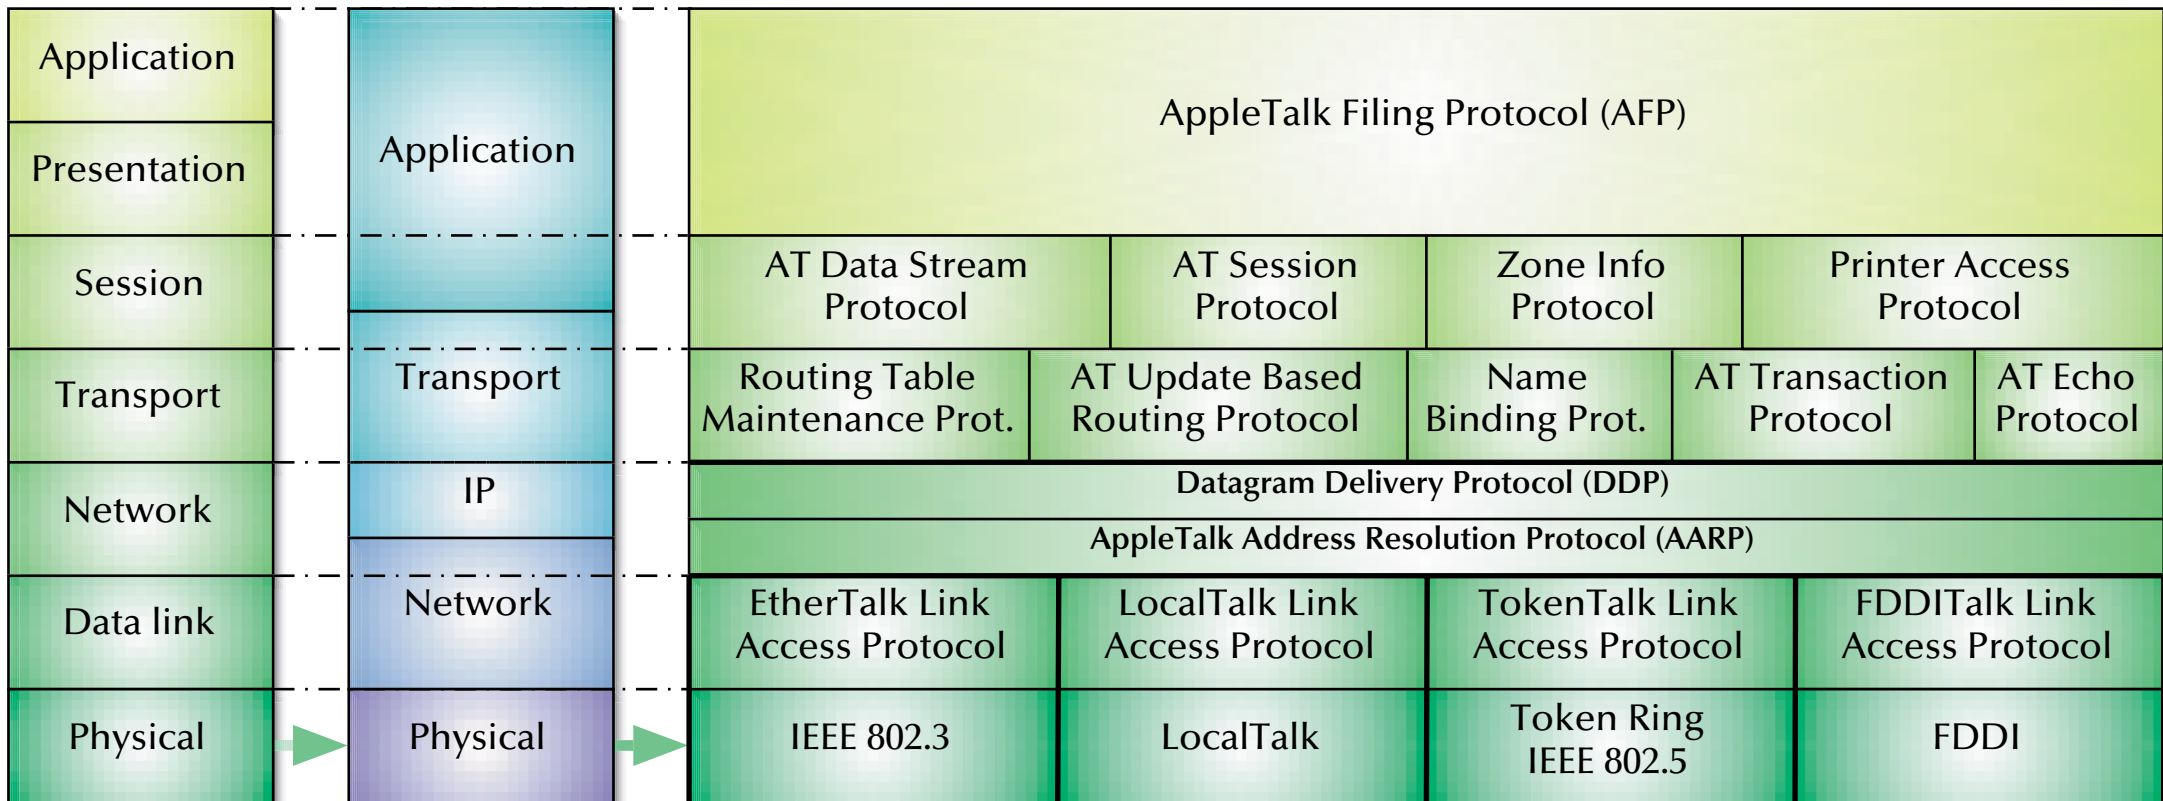 Application
Presentation
Session
Transport
Network
Data link
Physical
Application
Transport
IP
Network
Physical
AppleTalk Filing Protocol (AFP)
AT Data Stream
Protocol
AT Session
Protocol
Zone Info
Protocol
Printer Access
Protocol
Routing Table
Maintenance Prot.
AT Update Based
Routing Protocol
Name
Binding Prot.
AT Transaction
Protocol
AT Echo
Protocol
Datagram Delivery Protocol (DDP)
AppleTalk Address Resolution Protocol (AARP)
EtherTalk Link
Access Protocol
LocalTalk Link
Access Protocol
TokenTalk Link
Access Protocol
FDDITalk Link
Access Protocol
IEEE 802.3
LocalTalk
Token Ring
IEEE 802.5
FDDI